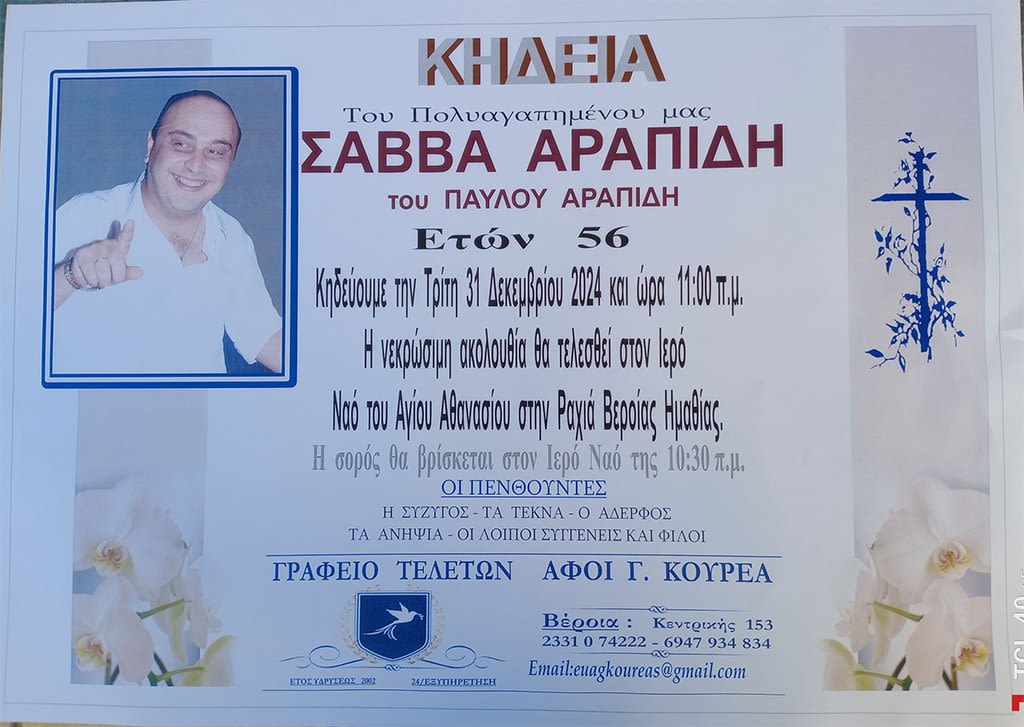 ΚΗΔΕΙΑ
Του Πολυαγαπημένου μας
ΣΑΒΒΑ ΑΡΑΠΙΔΗ
του ΠΑΥΛΟΥ ΑΡΑΠΙΔΗ
Ετών 56
Κηδεύουμε την Τρίτη 31 Δεκεμβρίου 2024 και ώρα 11:00 π.μ.
Η νεκρώσιμη ακολουθία θα τελεσθεί στον Ιερό
Ναό του Αγίου Αθανασίου στην Ραχιά Βεροίας Ημαθίας.
Η σορός θα βρίσκεται στον Ιερό Ναό της 10:30 π.μ.
ΟΙ ΠΕΝΘΟΥΝΤΕΣ
Η ΣΥΖΥΓΟΣ - ΤΑ ΤΕΚΝΑ - Ο ΑΔΕΡΦΟΣ
ΤΑ ΑΝΗΨΙΑ - ΟΙ ΛΟΙΠΟΙ ΣΥΓΓΕΝΕΙΣ ΚΑΙ ΦΙΛΟΙ
ΓΡΑΦΕΙΟ ΤΕΛΕΤΩΝ ΑΦΟΙ Γ. ΚΟΥΡΕΑ
Βέροια : Κεντρικής 153
2331 0 74222 - 6947 934 834
Email:euagkoureas@gmail.com
ΕΤΟΣ ΥΔΡΥΣΕΩΣ 2002 24/ΕΞΥΠΗΡΕΤΗΣΗ
TCL 40